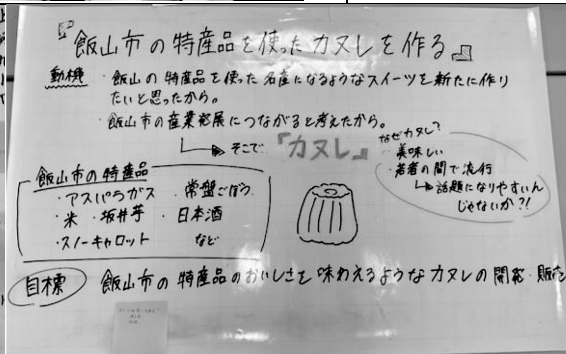 『飯山市の特産品を使ったカヌレを作る』
動機 ・飯山の特産品を使った名産になるようなスイーツを新たに作り
たいと思ったから。
・飯山市の産業発展につながると考えたから。
そこで『カヌレ』
なぜカヌレ?
・美味しい
・若者の間で流行
話題になりやすいん
じゃないか?!
飯山市の特産品
・アスパラガス ・常盤ごぼう
・米 ・坂井芋 ・日本酒
・スノーキャロット など
目標 飯山市の特産品のおいしさを味わえるようなカヌレの開発・販売